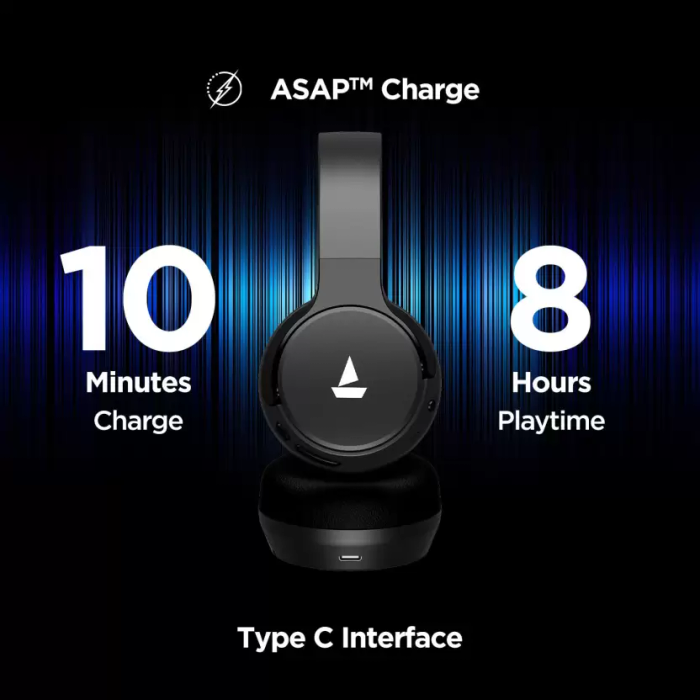 ASAP™ Charge
10
Minutes
Charge
8
Hours
Playtime
Type C Interface